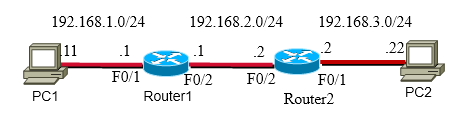 192.168.1.0/24 192.168.2.0/24 192.168.3.0/24
.11 .1 .1 .2 .2 .22
F0/1 F0/2 F0/2 F0/1
PC1 Router1 Router2 PC2